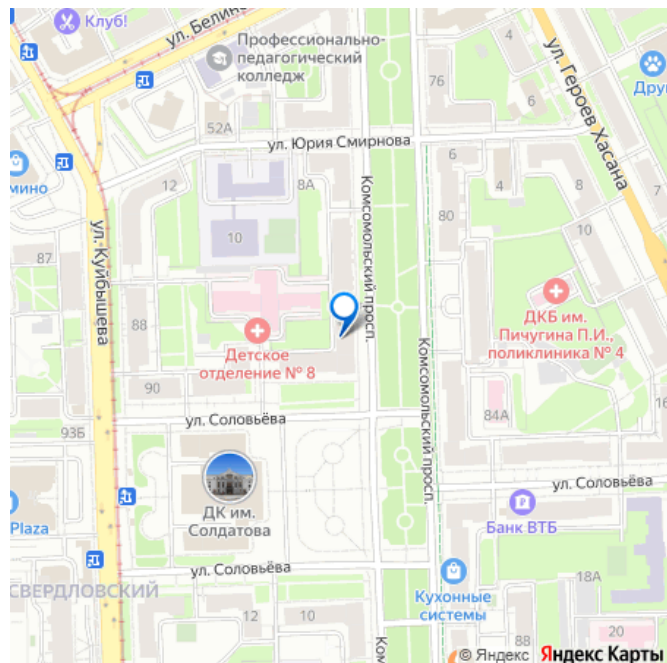 Клуб!
ул. Белин
Профессионально-
педагогический
колледж
52А
76
4
6
ул. Героев Хасана
Дру
ул. Юрия Смирнова
мино
12
8А
6
4
8
10
10
80
Комсомольский просп.
ул. Куйбышева
87
88
Детское
отделение № 8
ДКБ им.
Пичугина П.И.,
поликлиника № 4
Комсомольский просп.
90
84А
93Б
ул. Соловьёва
ДК им.
Солдатова
ул. Соловьёва
Plaza
Банк ВТБ
ул. Соловьёва
СВЕРДЛОВСКИЙ
18А
Кухонные
системы
12
10
Ком
88
20
© Яндекс Яндекс Карты